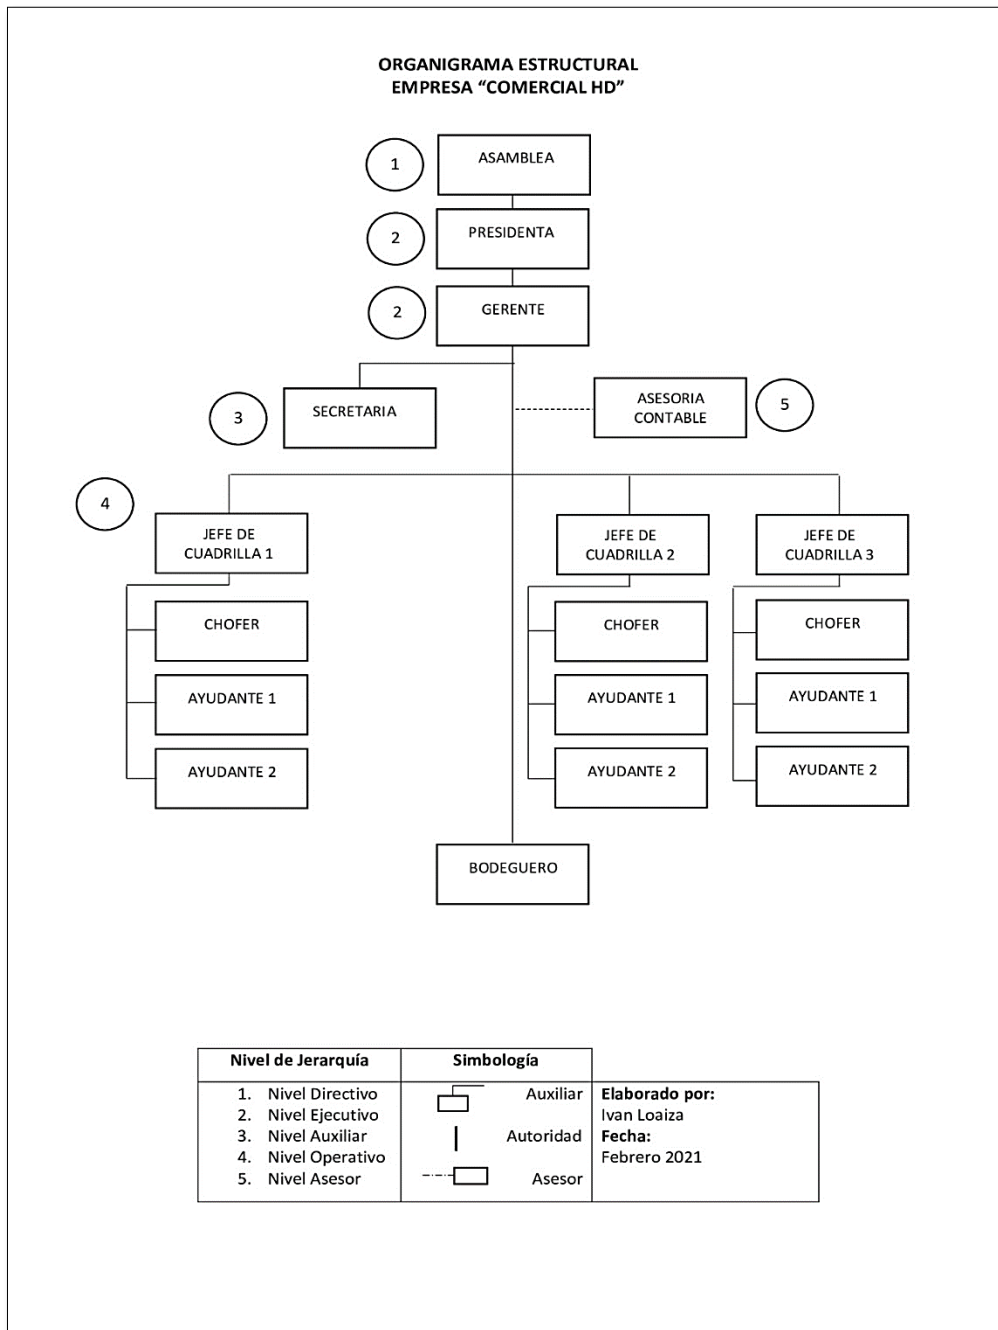 ORGANIGRAMA ESTRUCTURAL
EMPRESA “COMERCIAL HD”
1
ASAMBLEA
2
PRESIDENTA
2
GERENTE
3
SECRETARIA
ASESORIA
CONTABLE
5
4
JEFE DE
CUADRILLA 1
CHOFER
AYUDANTE 1
AYUDANTE 2
JEFE DE
CUADRILLA 2
CHOFER
AYUDANTE 1
AYUDANTE 2
JEFE DE
CUADRILLA 3
CHOFER
AYUDANTE 1
AYUDANTE 2
BODEGUERO
Nivel de Jerarquía
1. Nivel Directivo
2. Nivel Ejecutivo
3. Nivel Auxiliar
4. Nivel Operativo
5. Nivel Asesor
Simbología
Auxiliar
Autoridad
Asesor
Elaborado por:
Ivan Loaiza
Fecha:
Febrero 2021